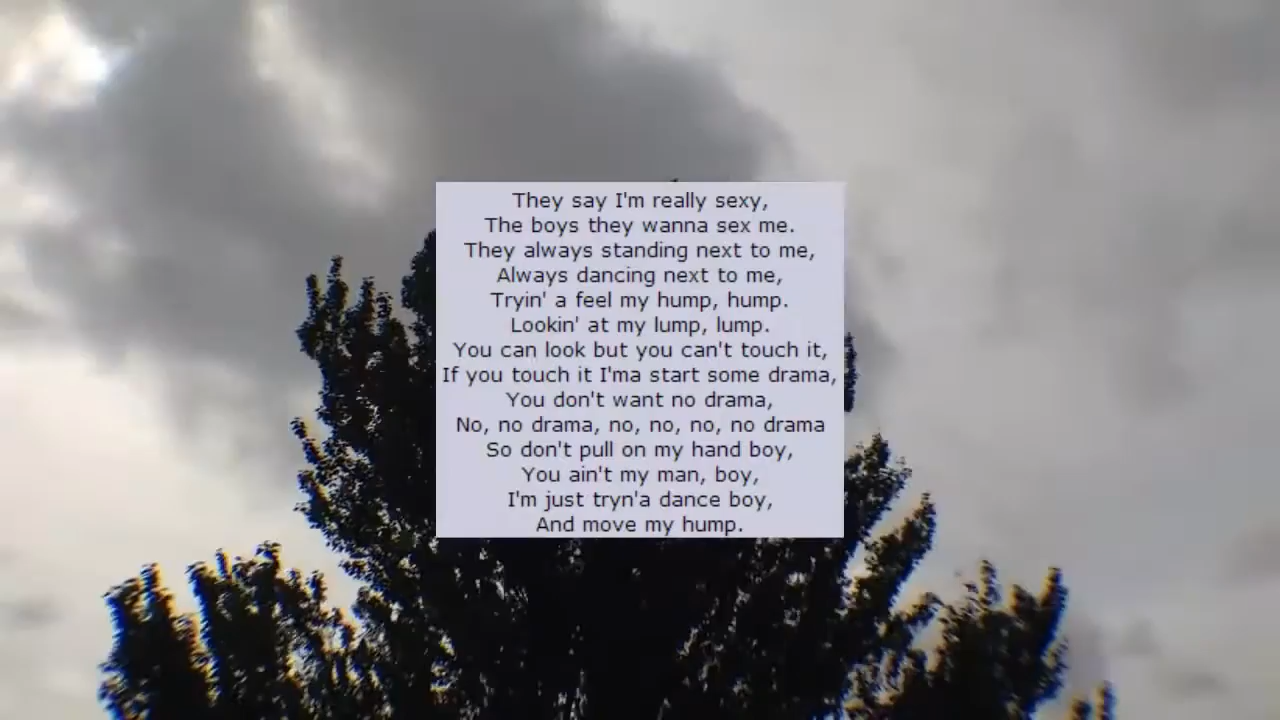 They say I'm really sexy,
The boys they wanna sex me.
They always standing next to me,
Always dancing next to me,
Tryin' a feel my hump, hump.
Lookin' at my lump, lump.
You can look but you can't touch it,
If you touch it I'ma start some drama,
You don't want no drama,
No, no drama, no, no, no, no drama
So don't pull on my hand boy,
You ain't my man, boy,
I'm just tryn'a dance boy,
And move my hump.